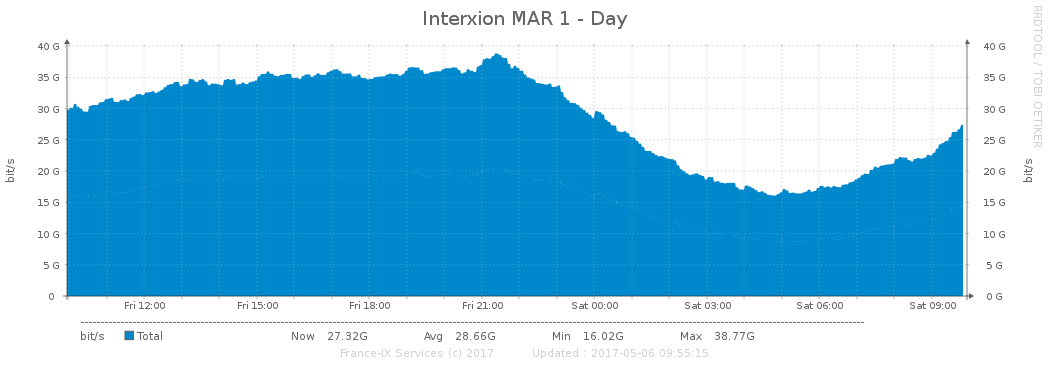 Interxion MAR 1 - Day
RRDTOOL / TOBI OETIKER
40 G 40 G
35 G 35 G
30 G 30 G
25 G 25 G
20 G 20 G
15 G 15 G
10 G 10 G
5 G 5 G
0 0 G
bit/s
bit/s
Fri 12:00 Fri 15:00 Fri 18:00 Fri 21:00 Sat 00:00 Sat 03:00 Sat 06:00 Sat 09:00
bit/s Total Now 27.32G Avg 28.66G Min 16.02G Max 38.77G
France-IX Services (c) 2017 Updated : 2017-05-06 09:55:15